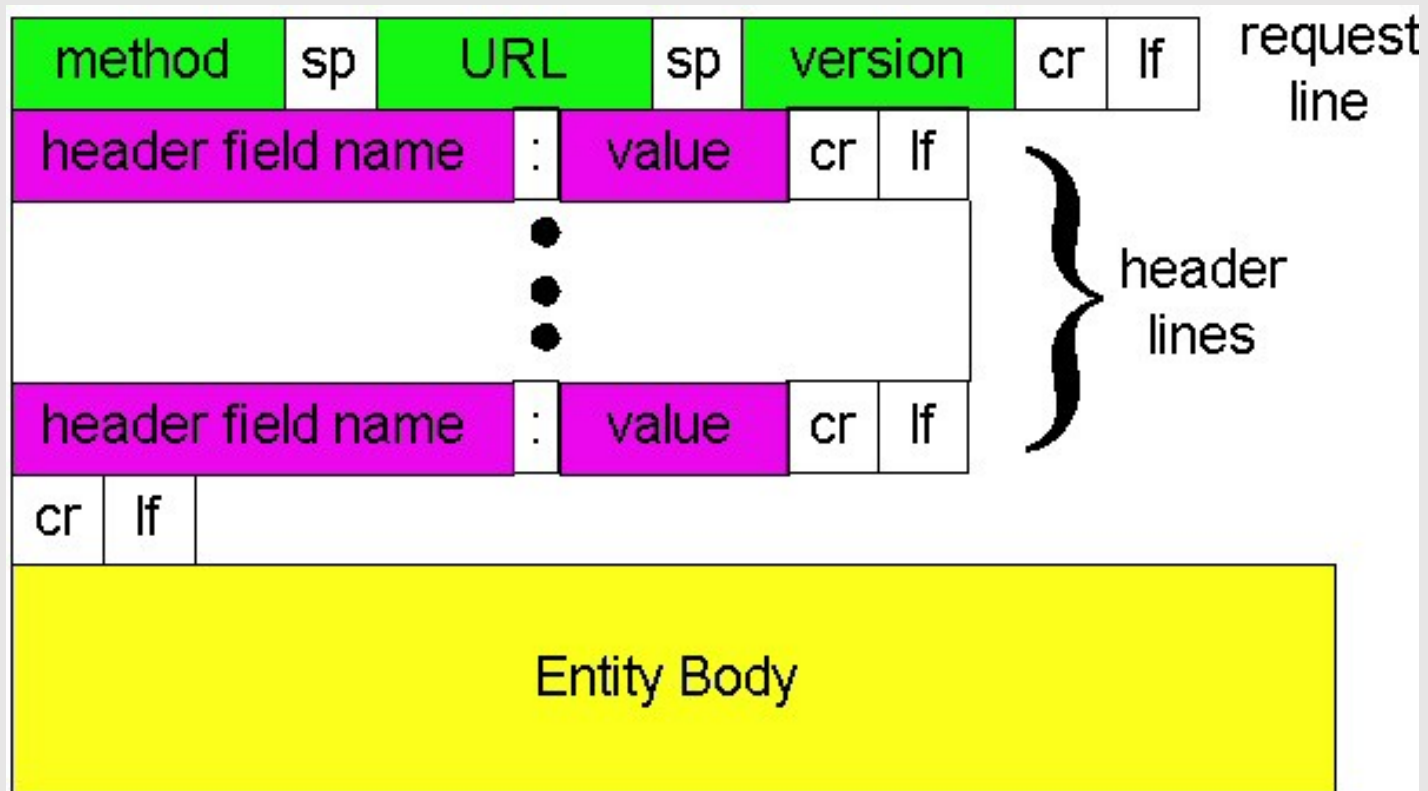 method sp URL sp version cr lf
request
line
header field name : value cr lf
header
lines
header field name : value cr lf
cr lf
Entity Body